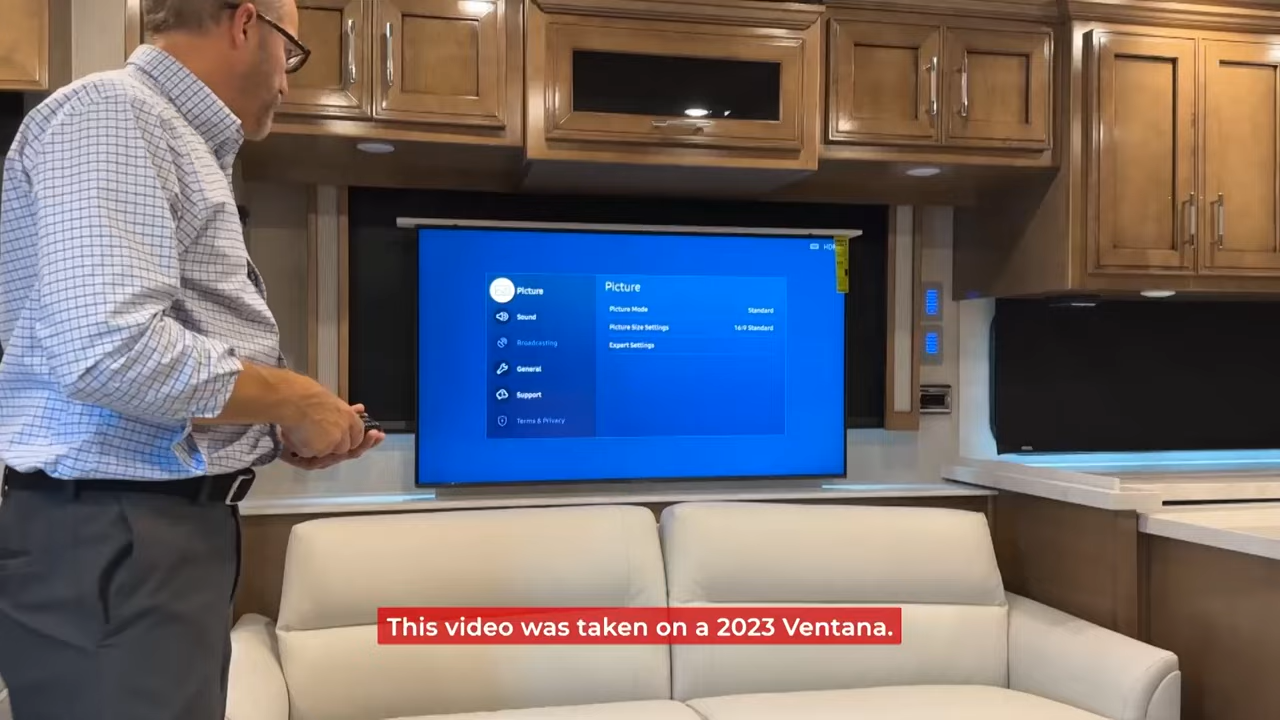 HDR
Picture
Sound
Broadcasting
General
Support
Terms & Privacy
Picture
Picture Mode Standard
Picture Size Settings 16:9 Standard
Expert Settings
This video was taken on a 2023 Ventana.